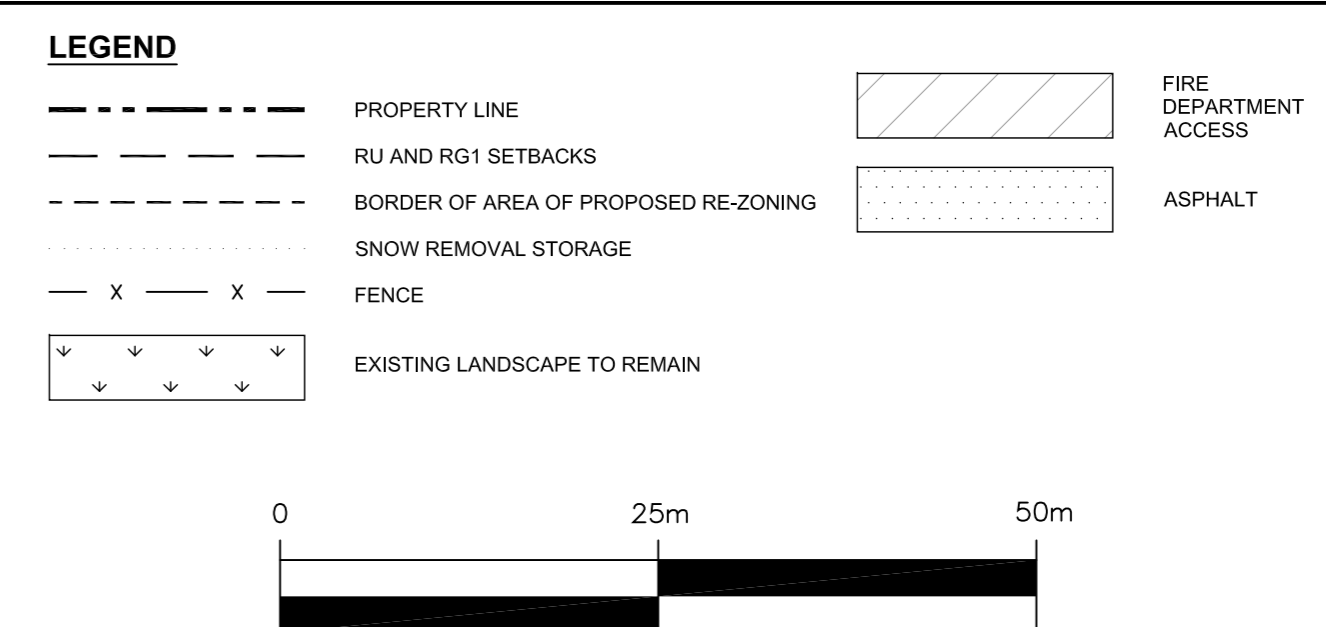 LEGEND
PROPERTY LINE
RU AND RG1 SETBACKS
BORDER OF AREA OF PROPOSED RE-ZONING
SNOW REMOVAL STORAGE
X X FENCE
EXISTING LANDSCAPE TO REMAIN
FIRE
DEPARTMENT
ACCESS
ASPHALT
0 25m 50m